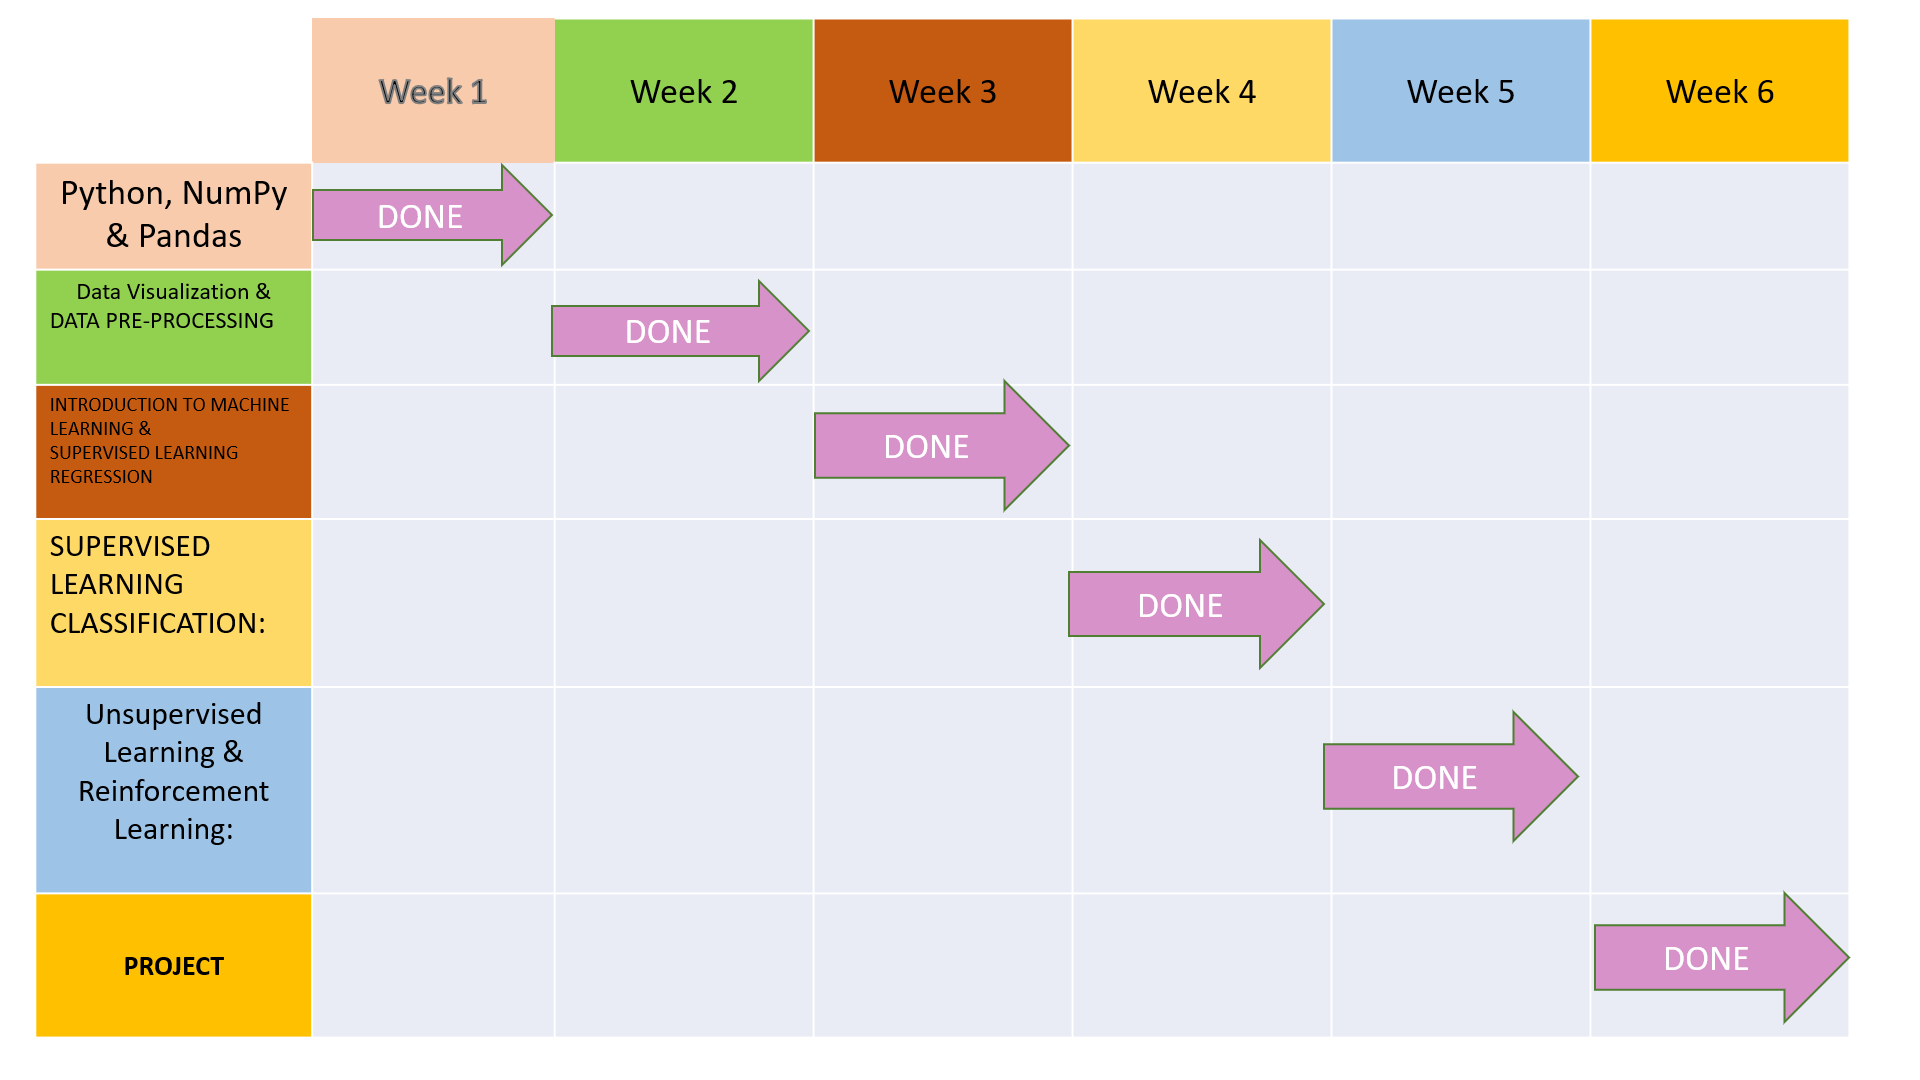 Week 1
Week 2
Week 3
Week 4
Week 5
Week 6
Python, NumPy
& Pandas
DONE
Data Visualization &
DATA PRE-PROCESSING
DONE
INTRODUCTION TO MACHINE
LEARNING &
SUPERVISED LEARNING
REGRESSION
DONE
SUPERVISED
LEARNING
CLASSIFICATION:
DONE
Unsupervised
Learning &
Reinforcement
Learning:
DONE
PROJECT
DONE